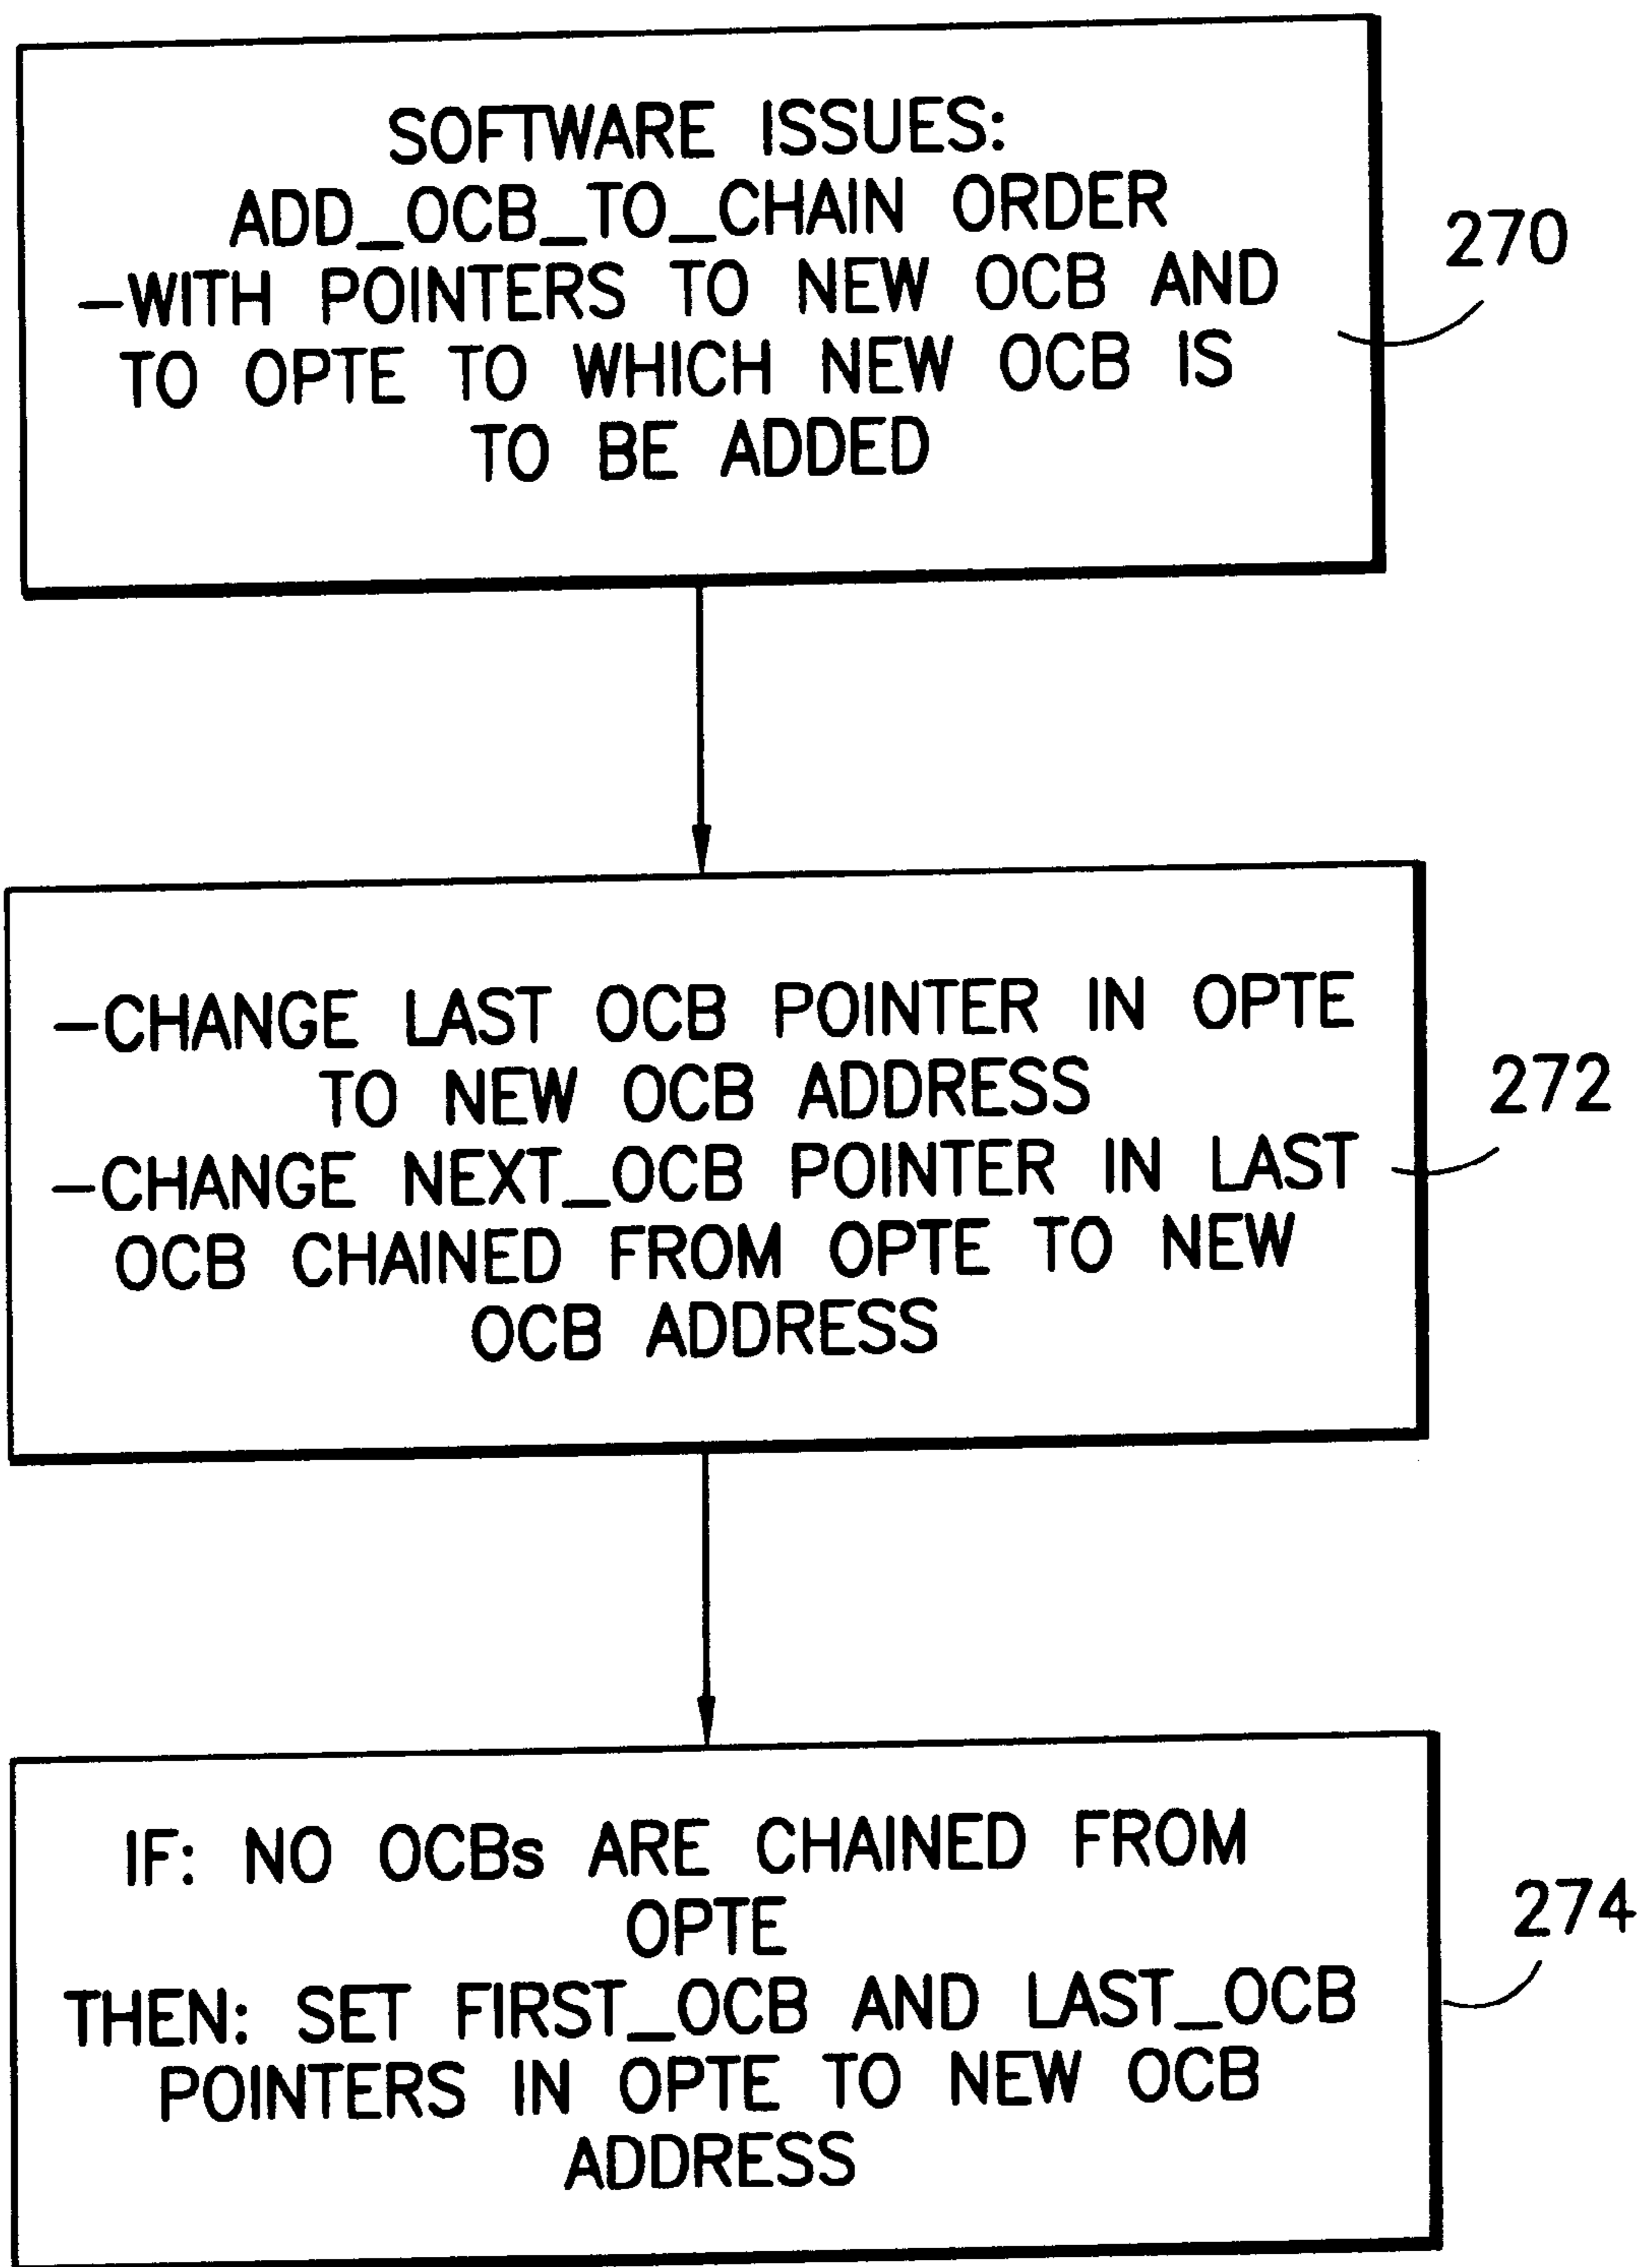 SOFTWARE ISSUES:
ADD_OCB_TO_CHAIN ORDER
-WITH POINTERS TO NEW OCB AND
TO OPTE TO WHICH NEW OCB IS
TO BE ADDED
270
-CHANGE LAST OCB POINTER IN OPTE
TO NEW OCB ADDRESS
-CHANGE NEXT_OCB POINTER IN LAST
OCB CHAINED FROM OPTE TO NEW
OCB ADDRESS
272
IF: NO OCBs ARE CHAINED FROM
OPTE
THEN: SET FIRST_OCB AND LAST_OCB
POINTERS IN OPTE TO NEW OCB
ADDRESS
274